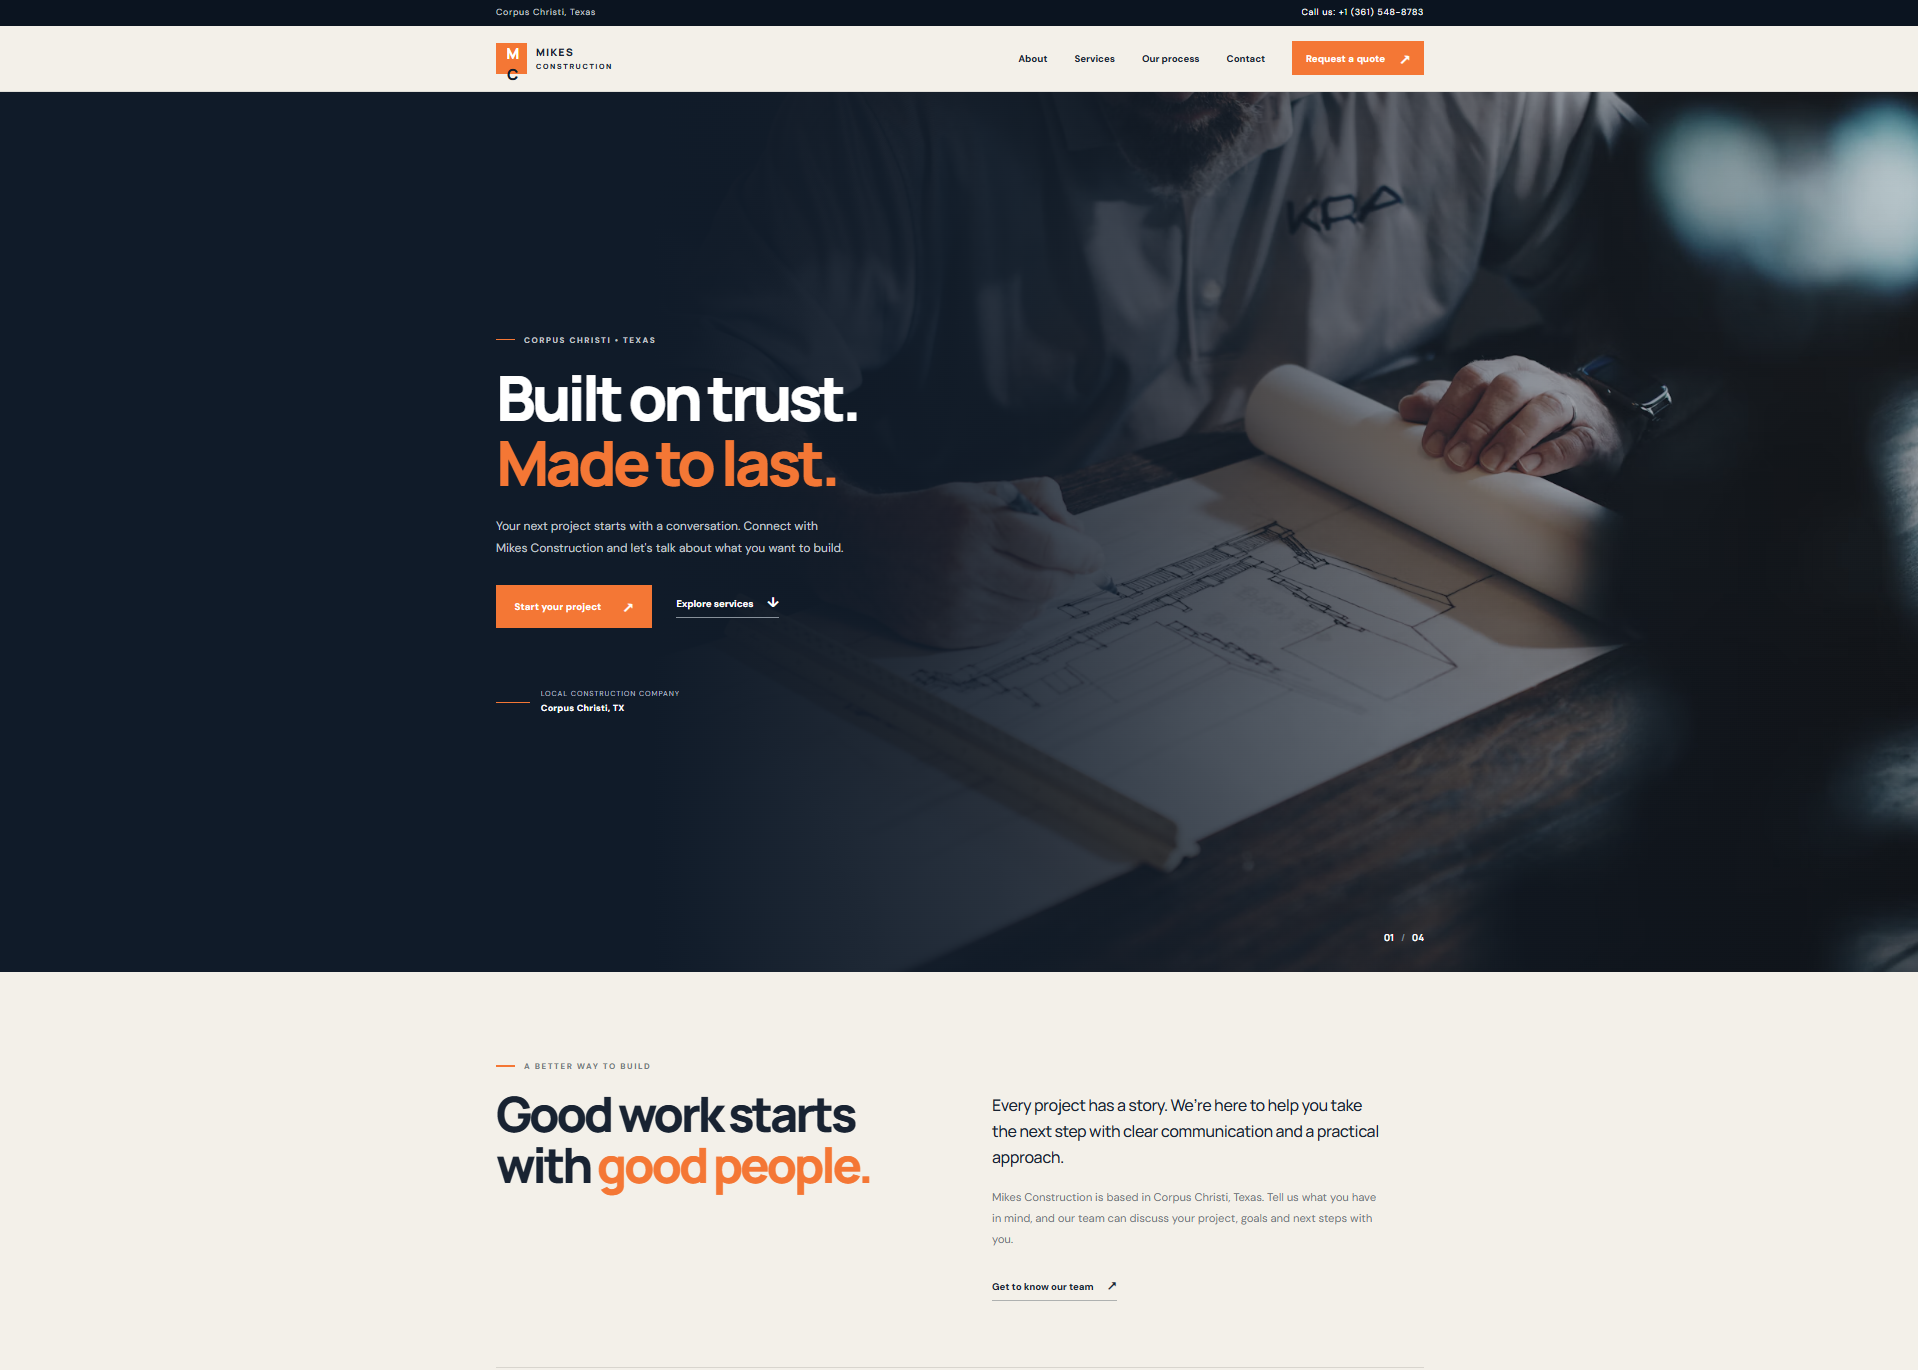 Corpus Christi, Texas
Call us: +1 (361) 548-8783
M
C
MIKES
CONSTRUCTION
About
Services
Our process
Contact
Request a quote ↗
KRA
CORPUS CHRISTI • TEXAS
Built on trust.
Made to last.
Your next project starts with a conversation. Connect with
Mikes Construction and let's talk about what you want to build.
Start your project ↗
Explore services ↓
LOCAL CONSTRUCTION COMPANY
Corpus Christi, TX
01 / 04
A BETTER WAY TO BUILD
Good work starts
with good people.
Every project has a story. We’re here to help you take
the next step with clear communication and a practical
approach.
Mikes Construction is based in Corpus Christi, Texas. Tell us what you have
in mind, and our team can discuss your project, goals and next steps with
you.
Get to know our team ↗